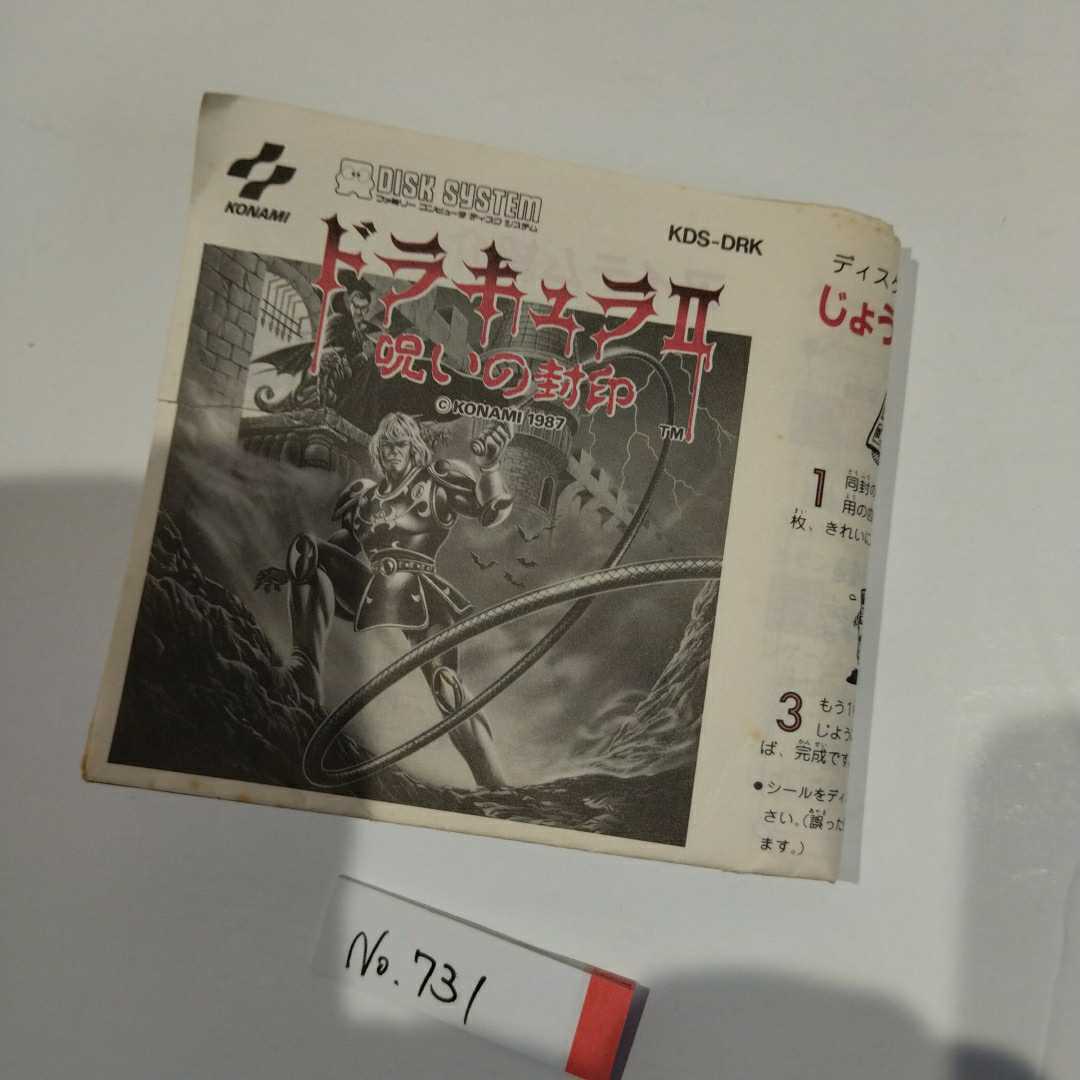 KONAMI
DISK SYSTEM
ファミリー コンピュータ ディスク システム
KDS-DRK
ドラキュラII
呪いの封印
© KONAMI 1987
TM
ディスク
じょう
1
同封の
用の
枚、きれいに
3
もう1
じよう
ば、完成です
●シールをディ
さい。(誤った
ます。)
No.731